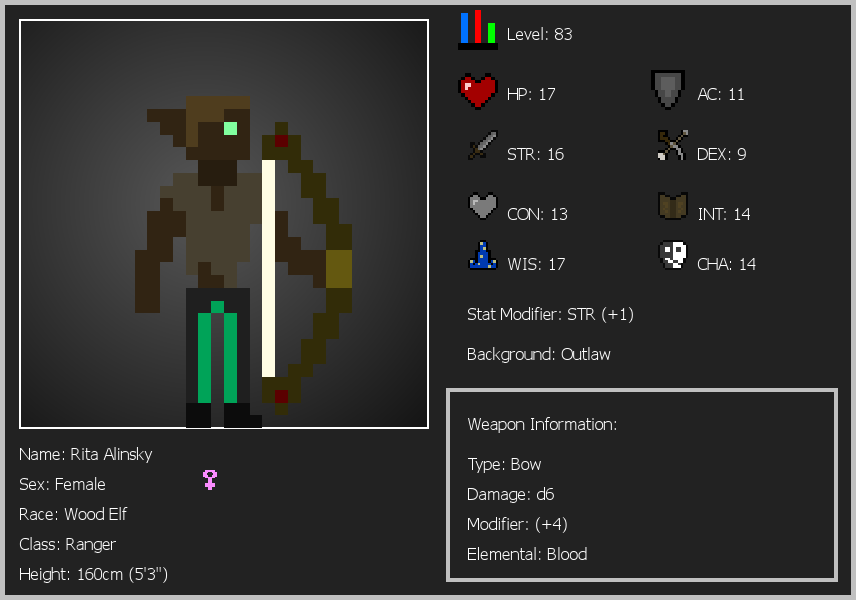 Level: 83
HP: 17
AC: 11
STR: 16
DEX: 9
CON: 13
INT: 14
WIS: 17
CHA: 14
Stat Modifier: STR (+1)
Background: Outlaw
Weapon Information:
Type: Bow
Damage: d6
Modifier: (+4)
Elemental: Blood
Name: Rita Alinsky
Sex: Female
Race: Wood Elf
Class: Ranger
Height: 160cm (5'3")